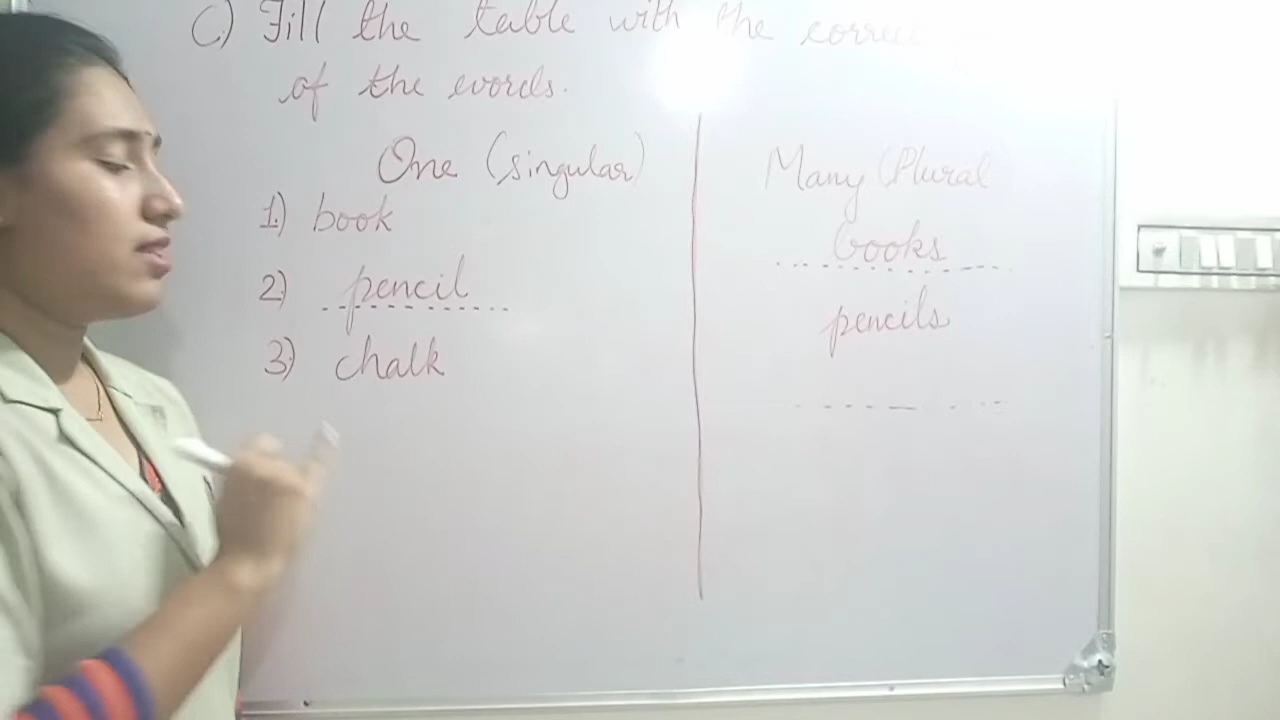 C.) Fill the table with the correct
of the words.
One (singular) Many (Plural)
1.) book books
2.) pencil pencils
3.) chalk